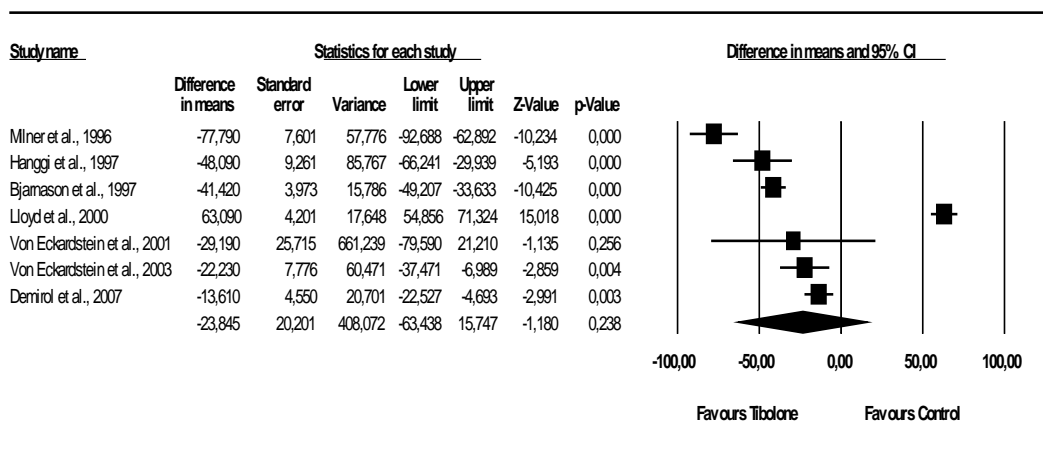 Study name Statistics for each study Difference in means and 95% CI
Difference Standard Lower Upper
in means error Variance limit limit Z-Value p-Value
Milner et al., 1996 -77,790 7,601 57,776 -92,688 -62,892 -10,234 0,000
Hanggi et al., 1997 -48,090 9,261 85,767 -66,241 -29,939 -5,193 0,000
Bjarnason et al., 1997 -41,420 3,973 15,786 -49,207 -33,633 -10,425 0,000
Lloyd et al., 2000 63,090 4,201 17,648 54,856 71,324 15,018 0,000
Von Eckardstein et al., 2001 -29,190 25,715 661,239 -79,590 21,210 -1,135 0,256
Von Eckardstein et al., 2003 -22,230 7,776 60,471 -37,471 -6,989 -2,859 0,004
Demirol et al., 2007 -13,610 4,550 20,701 -22,527 -4,693 -2,991 0,003
-23,845 20,201 408,072 -63,438 15,747 -1,180 0,238
-100,00 -50,00 0,00 50,00 100,00
Favours Tibolone Favours Control